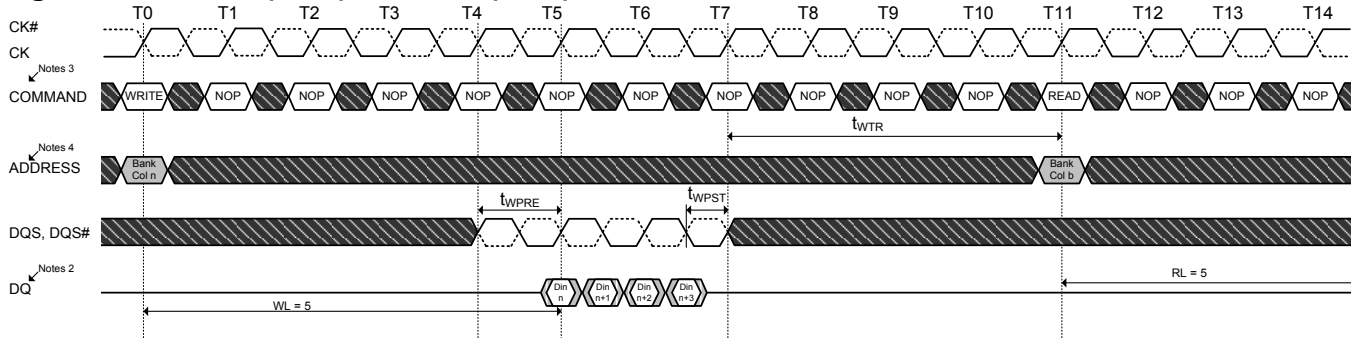 T0 T1 T2 T3 T4 T5 T6 T7 T8 T9 T10 T11 T12 T13 T14
CK#
CK
Notes 3
COMMAND WRITE NOP NOP NOP NOP NOP NOP NOP NOP NOP NOP READ NOP NOP NOP
tWTR
Notes 4
ADDRESS
Bank
Col n
Bank
Col b
tWPRE tWPST
DQS, DQS#
Notes 2
DQ
Din
n
Din
n+1
Din
n+2
Din
n+3
RL = 5
WL = 5